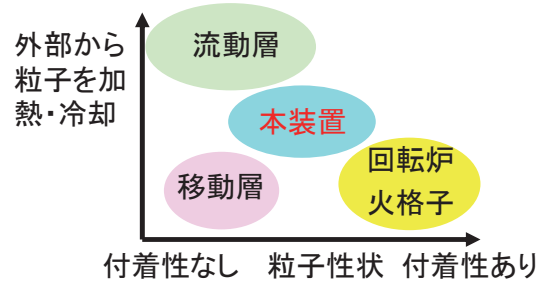 外部から
粒子を加
熱・冷却
流動層
本装置
移動層
回転炉
火格子
付着性なし 粒子性状 付着性あり